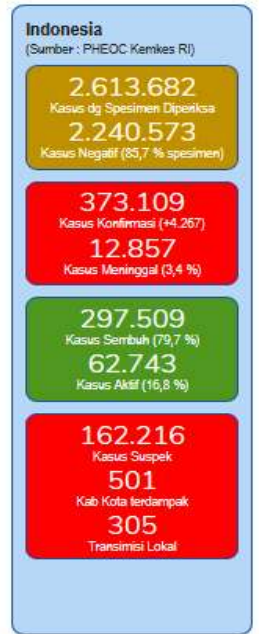 Indonesia
(Sumber : PHEOC Kemkes RI)
2.613.682
Kasus dg Spesimen Diperiksa
2.240.573
Kasus Negatif (85,7 % spesimen)
373.109
Kasus Konfirmasi (+4.267)
12.857
Kasus Meninggal (3,4 %)
297.509
Kasus Sembuh (79,7 %)
62.743
Kasus Aktif (16,8 %)
162.216
Kasus Suspek
501
Kab Kota terdampak
305
Transimisi Lokal